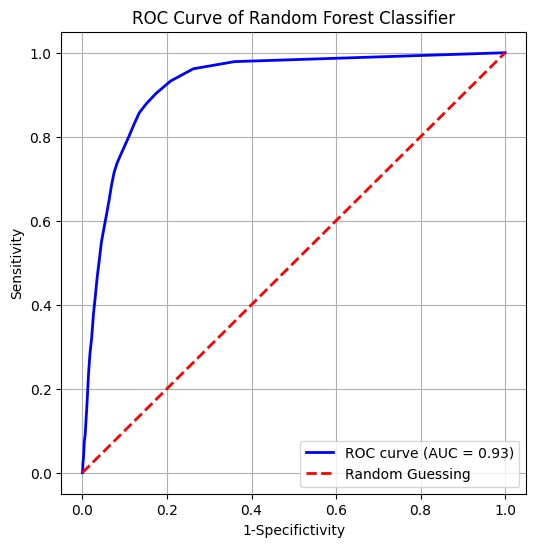 ROC Curve of Random Forest Classifier
1.0
0.8
0.6
0.4
0.2
0.0
Sensitivity
0.0 0.2 0.4 0.6 0.8 1.0
1-Specifictivity
ROC curve (AUC = 0.93)
Random Guessing